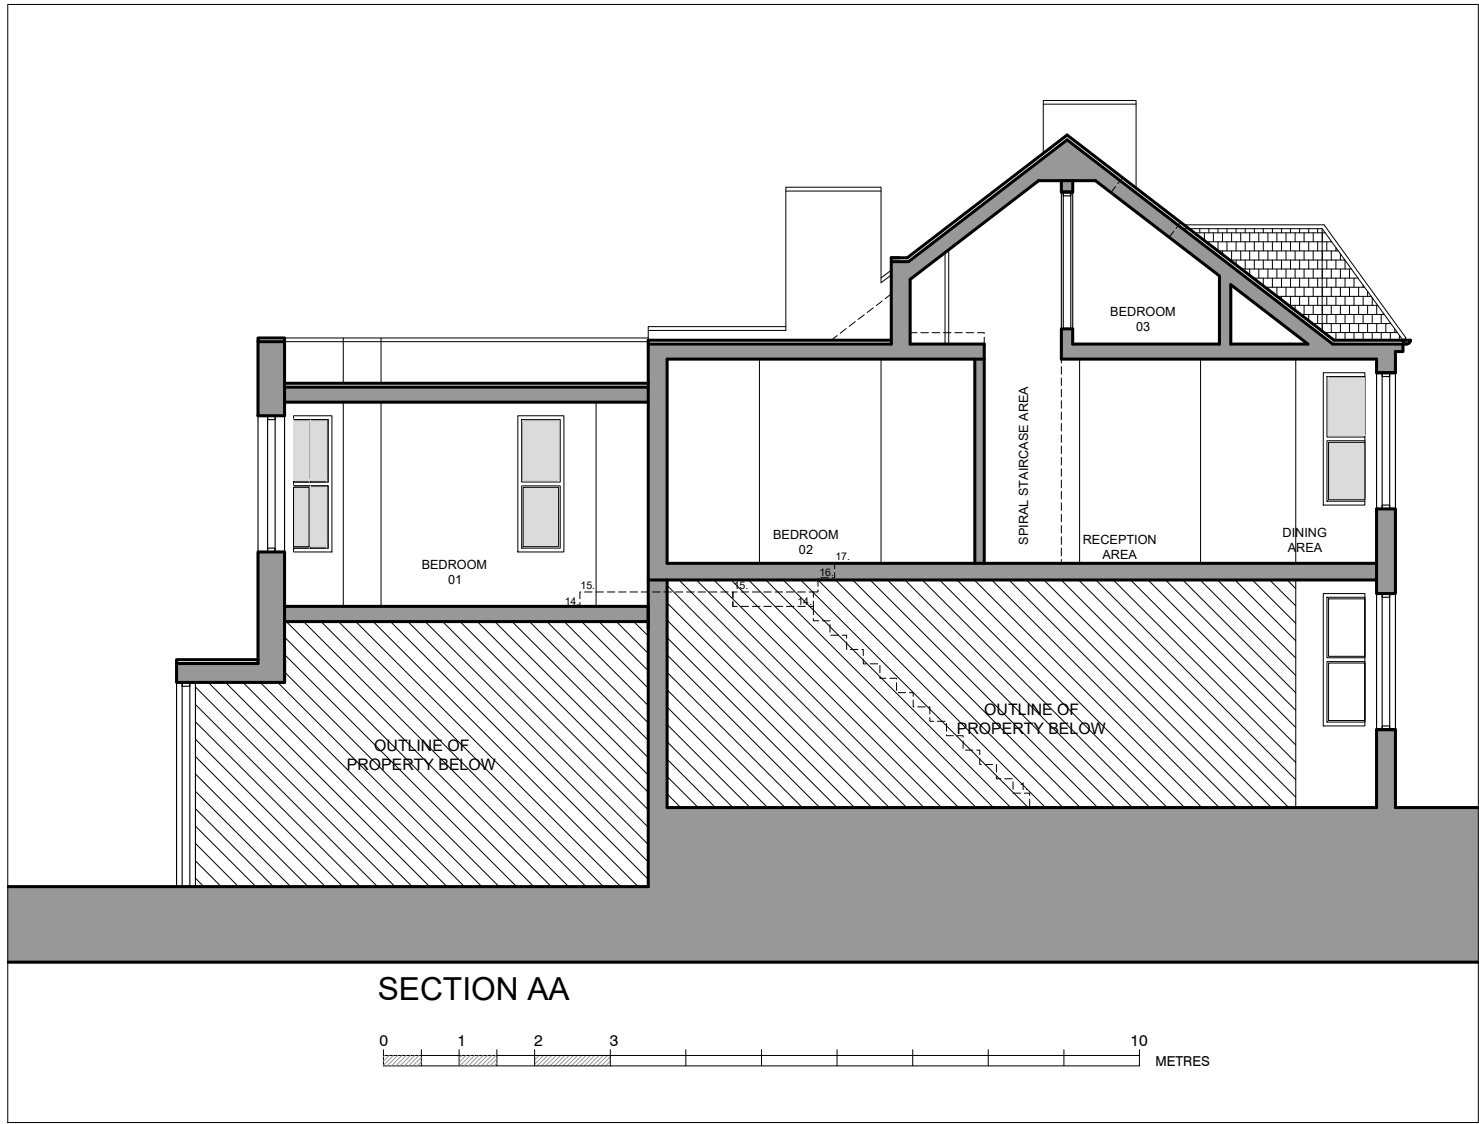 BEDROOM
03
SPIRAL STAIRCASE AREA
BEDROOM
02
RECEPTION
AREA
DINING
AREA
BEDROOM
01
17.
16.
15.
15.
14.
14.
OUTLINE OF
PROPERTY BELOW
OUTLINE OF
PROPERTY BELOW
SECTION AA
0 1 2 3 10
METRES